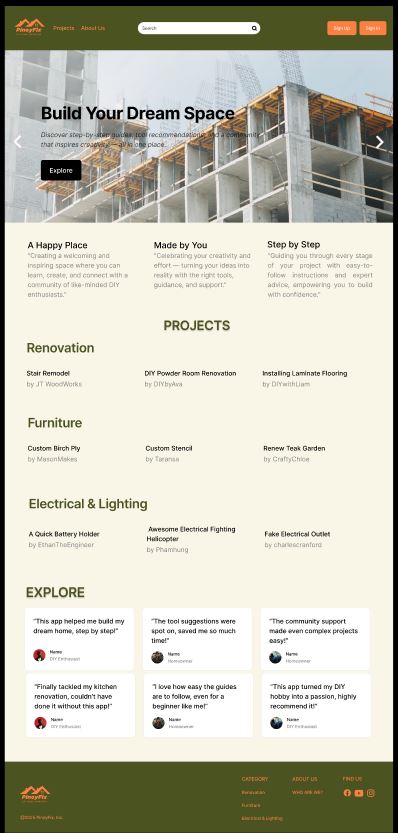 PinoyFix
Projects
About Us
Search
Sign Up
Sign In
Build Your Dream Space
Discover step-by-step guides, tool recommendations, and a community
that inspires creativity — all in one place.
Explore
A Happy Place
"Creating a welcoming and
inspiring space where you can
learn, create, and connect with a
community of like-minded DIY
enthusiasts."
Made by You
"Celebrating your creativity and
effort — turning your ideas into
reality with the right tools,
guidance, and support."
Step by Step
"Guiding you through every stage
of your project with easy-to-
follow instructions and expert
advice, empowering you to build
with confidence."
PROJECTS
Renovation
Stair Remodel
by JT WoodWorks
DIY Powder Room Renovation
by DIYbyAva
Installing Laminate Flooring
by DIYwithLiam
Furniture
Custom Birch Ply
by MasonMakes
Custom Stencil
by Taransa
Renew Teak Garden
by CraftyChloe
Electrical & Lighting
A Quick Battery Holder
by EthanTheEngineer
Awesome Electrical Fighting
Helicopter
by Phamhung
Fake Electrical Outlet
by charlescranford
EXPLORE
"This app helped me build my
dream home, step by step!"
Name
DIY Enthusiast
"The tool suggestions were
spot on, saved me so much
time!"
Name
Homeowner
"The community support
made even complex projects
easy!"
Name
Homeowner
"Finally tackled my kitchen
renovation, couldn't have
done it without this app!"
Name
DIY Enthusiast
"I love how easy the guides
are to follow, even for a
beginner like me!"
Name
Homeowner
"This app turned my DIY
hobby into a passion, highly
recommend it!"
Name
DIY Enthusiast
PinoyFix
©2025 PinoyFix, Inc.
CATEGORY
Renovation
Furniture
Electrical & Lighting
ABOUT US
WHO ARE WE?
FIND US